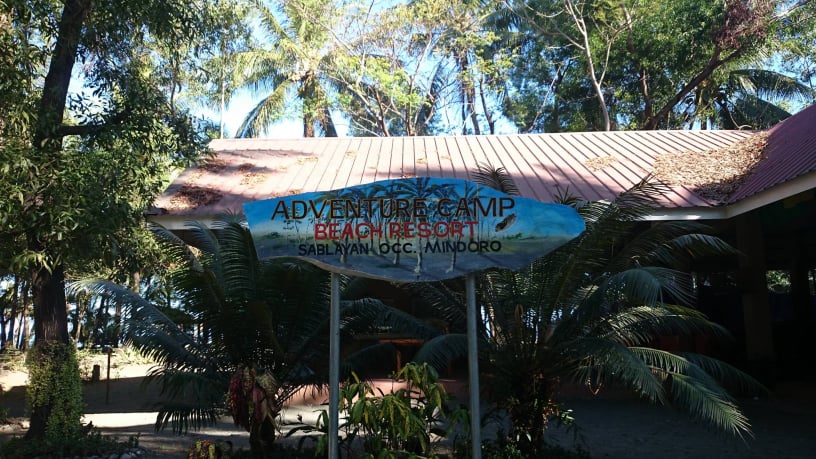 ADVENTURE CAMP
BEACH RESORT
SABLAYAN OCC. MINDORO